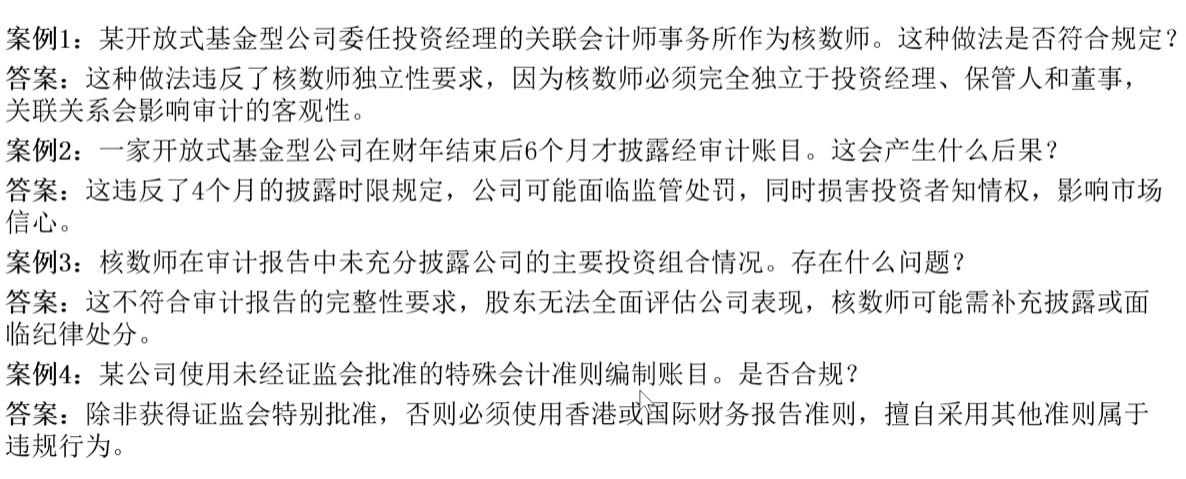 案例1：某开放式基金型公司委任投资经理的关联会计师事务所作为核数师。这种做法是否符合规定？
答案：这种做法违反了核数师独立性要求，因为核数师必须完全独立于投资经理、保管人和董事，
关联关系会影响审计的客观性。
案例2：一家开放式基金型公司在财年结束后6个月才披露经审计账目。这会产生什么后果？
答案：这违反了4个月的披露时限规定，公司可能面临监管处罚，同时损害投资者知情权，影响市场
信心。
案例3：核数师在审计报告中未充分披露公司的主要投资组合情况。存在什么问题？
答案：这不符合审计报告的完整性要求，股东无法全面评估公司表现，核数师可能需补充披露或面
临纪律处分。
案例4：某公司使用未经证监会批准的特殊会计准则编制账目。是否合规？
答案：除非获得证监会特别批准，否则必须使用香港或国际财务报告准则，擅自采用其他准则属于
违规行为。